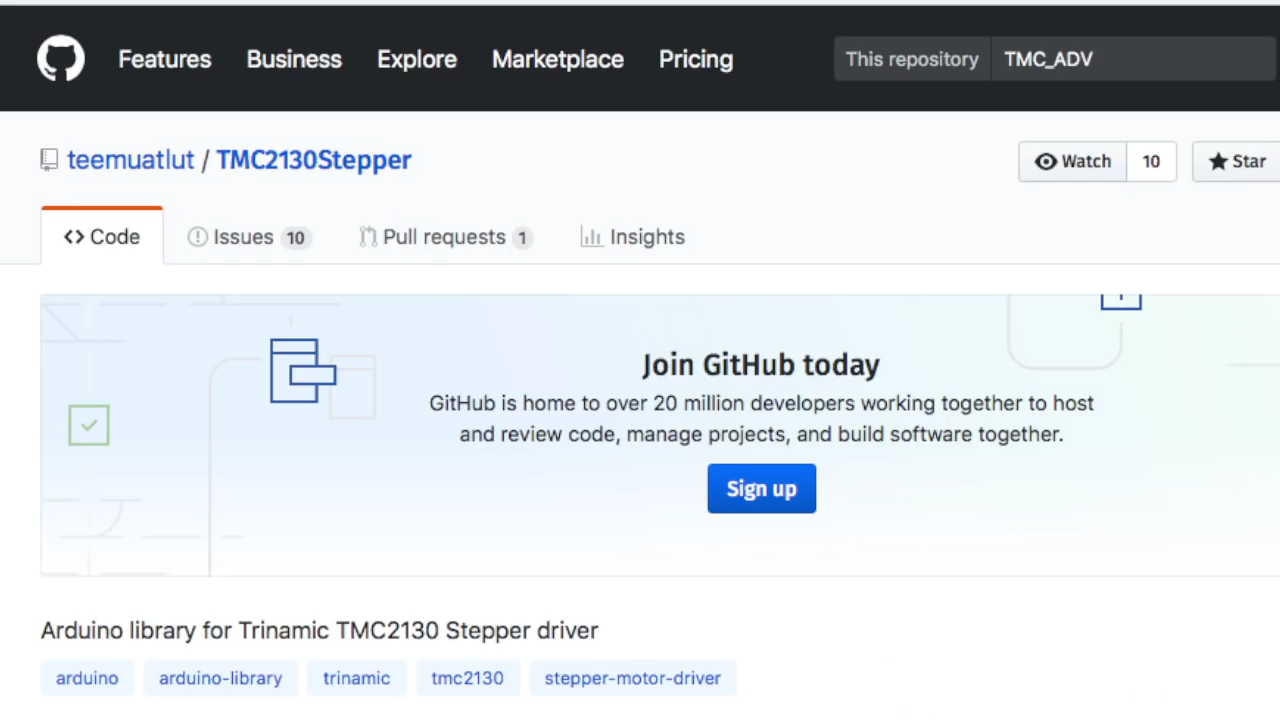 Features Business Explore Marketplace Pricing This repository TMC_ADV
teemuatlut / TMC2130Stepper Watch 10 Star
Code Issues 10 Pull requests 1 Insights
Join GitHub today
GitHub is home to over 20 million developers working together to host
and review code, manage projects, and build software together.
Sign up
Arduino library for Trinamic TMC2130 Stepper driver
arduino arduino-library trinamic tmc2130 stepper-motor-driver